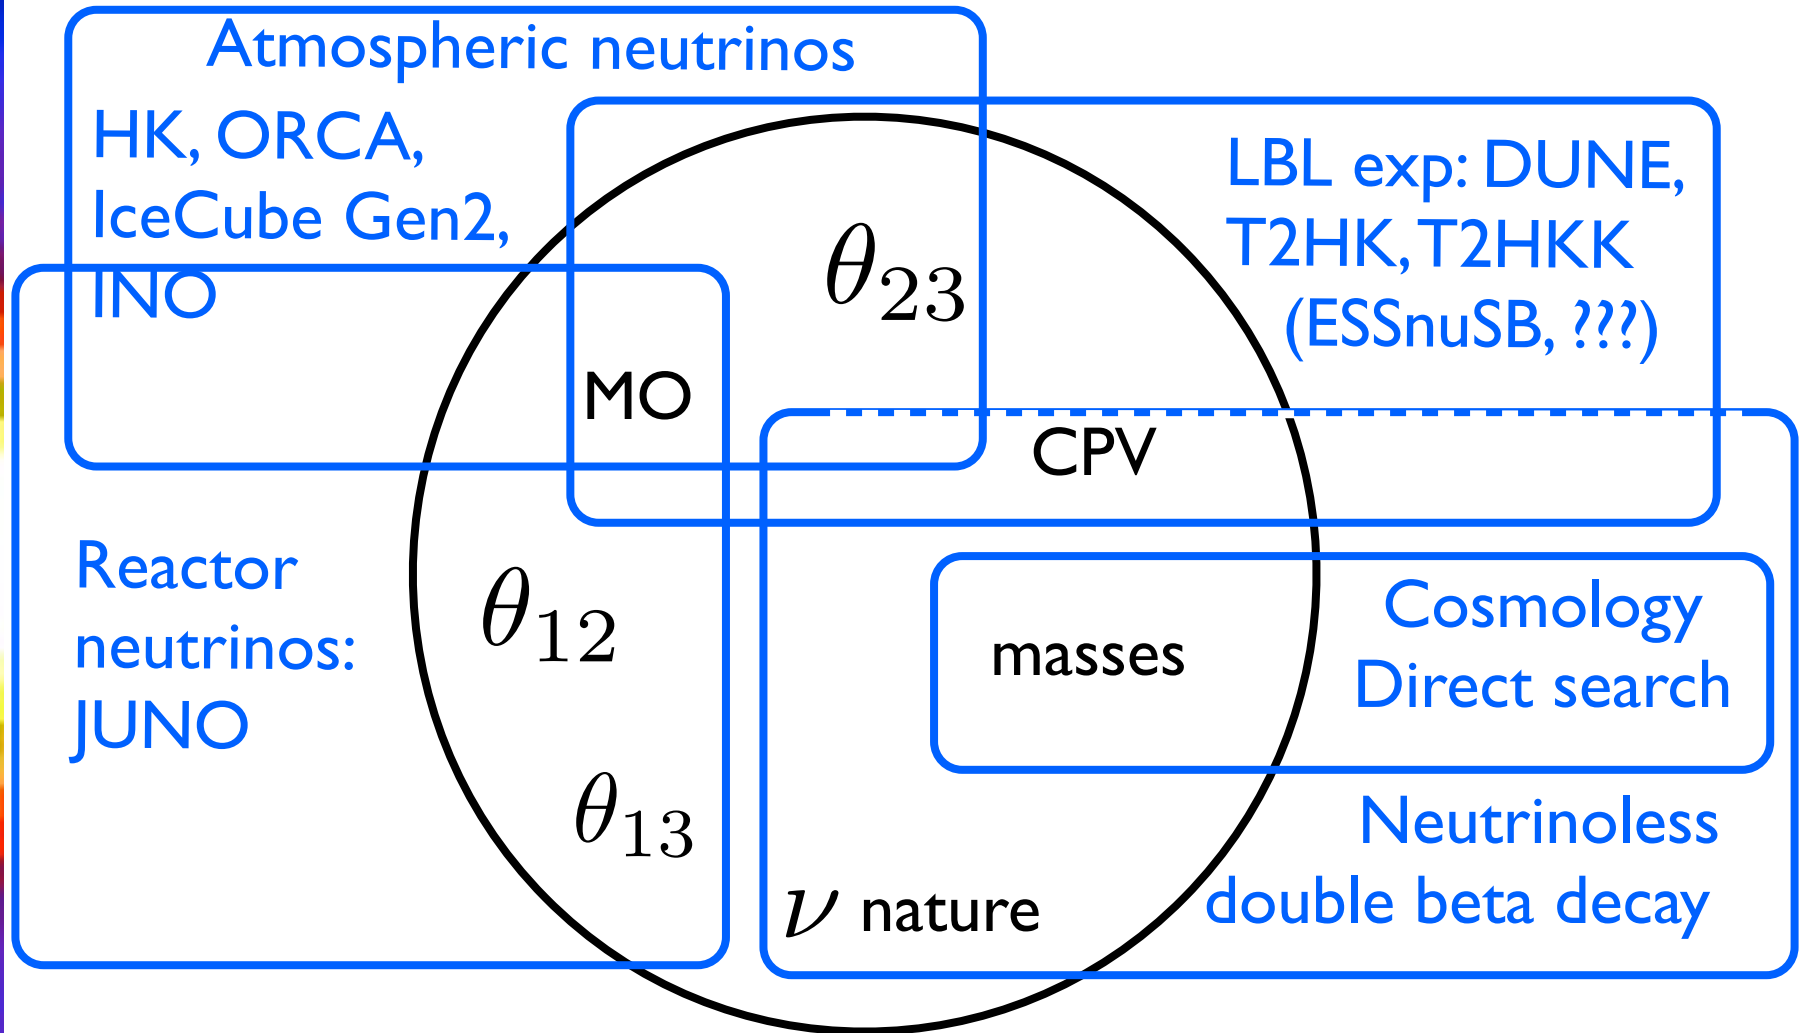 Atmospheric neutrinos
HK, ORCA,
IceCube Gen2,
INO
LBL exp: DUNE,
T2HK, T2HKK
(ESSnuSB, ???)
θ23
MO
CPV
Reactor
neutrinos:
JUNO
θ12
θ13
masses
Cosmology
Direct search
Neutrinoless
double beta decay
ν nature